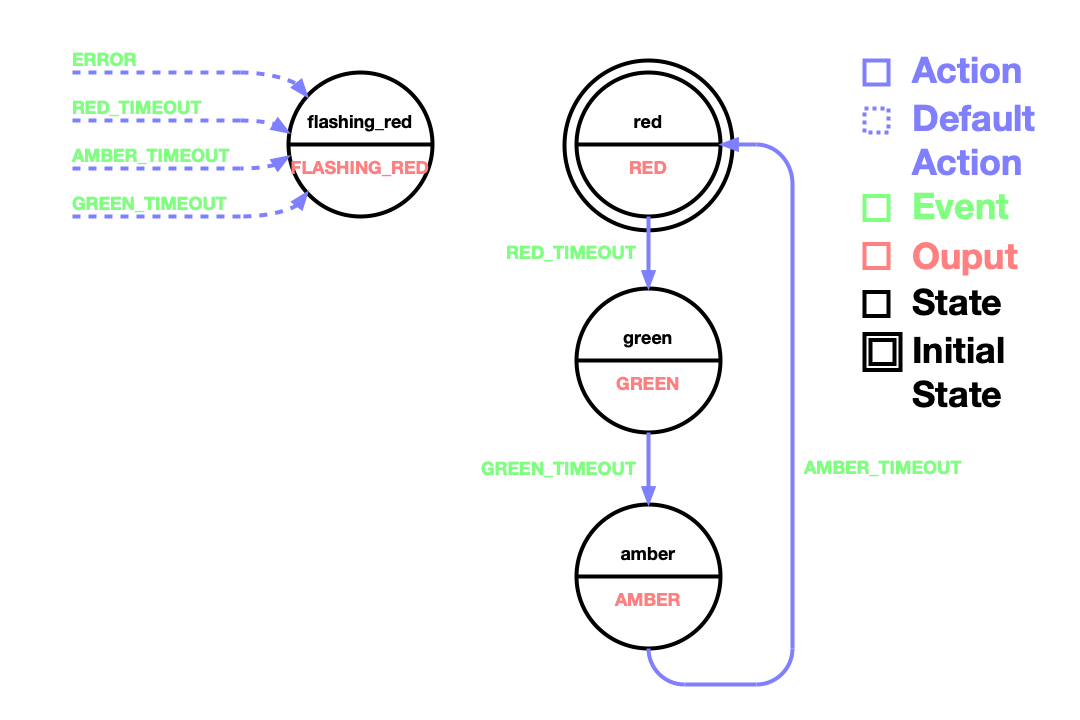 ERROR
RED_TIMEOUT
AMBER_TIMEOUT
GREEN_TIMEOUT
flashing_red
FLASHING_RED
red
RED
RED_TIMEOUT
green
GREEN
GREEN_TIMEOUT
AMBER_TIMEOUT
amber
AMBER
Action
Default
Action
Event
Ouput
State
Initial
State